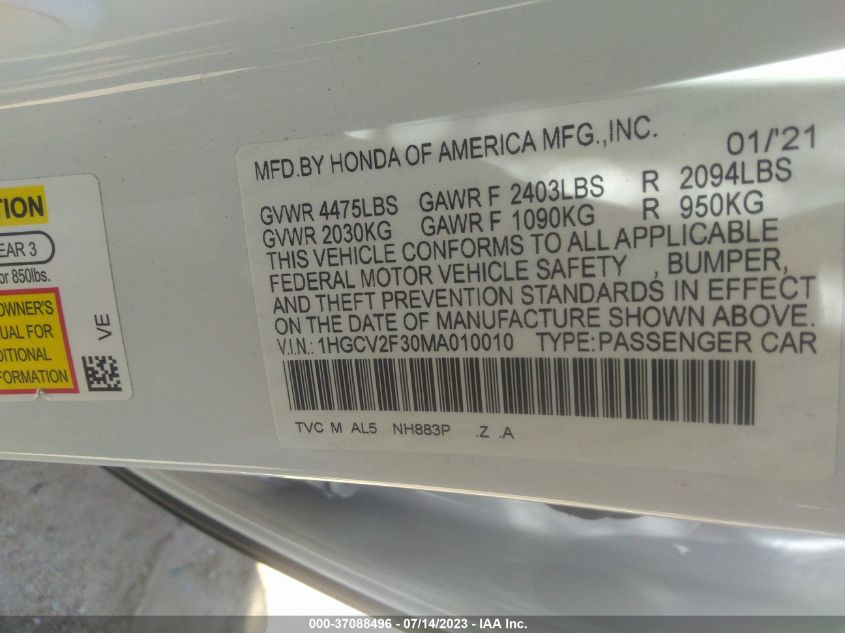 TION
EAR 3
or 850lbs.
OWNER'S
UAL FOR
DITIONAL
FORMATION
VE
MFD.BY HONDA OF AMERICA MFG.,INC. 01/'21
GVWR 4475LBS GAWR F 2403LBS R 2094LBS
GVWR 2030KG GAWR F 1090KG R 950KG
THIS VEHICLE CONFORMS TO ALL APPLICABLE
FEDERAL MOTOR VEHICLE SAFETY , BUMPER,
AND THEFT PREVENTION STANDARDS IN EFFECT
ON THE DATE OF MANUFACTURE SHOWN ABOVE.
V.I.N.: 1HGCV2F30MA010010 TYPE:PASSENGER CAR
TVC M AL5 NH883P .Z .A
000-37088496 - 07/14/2023 - IAAI INC.